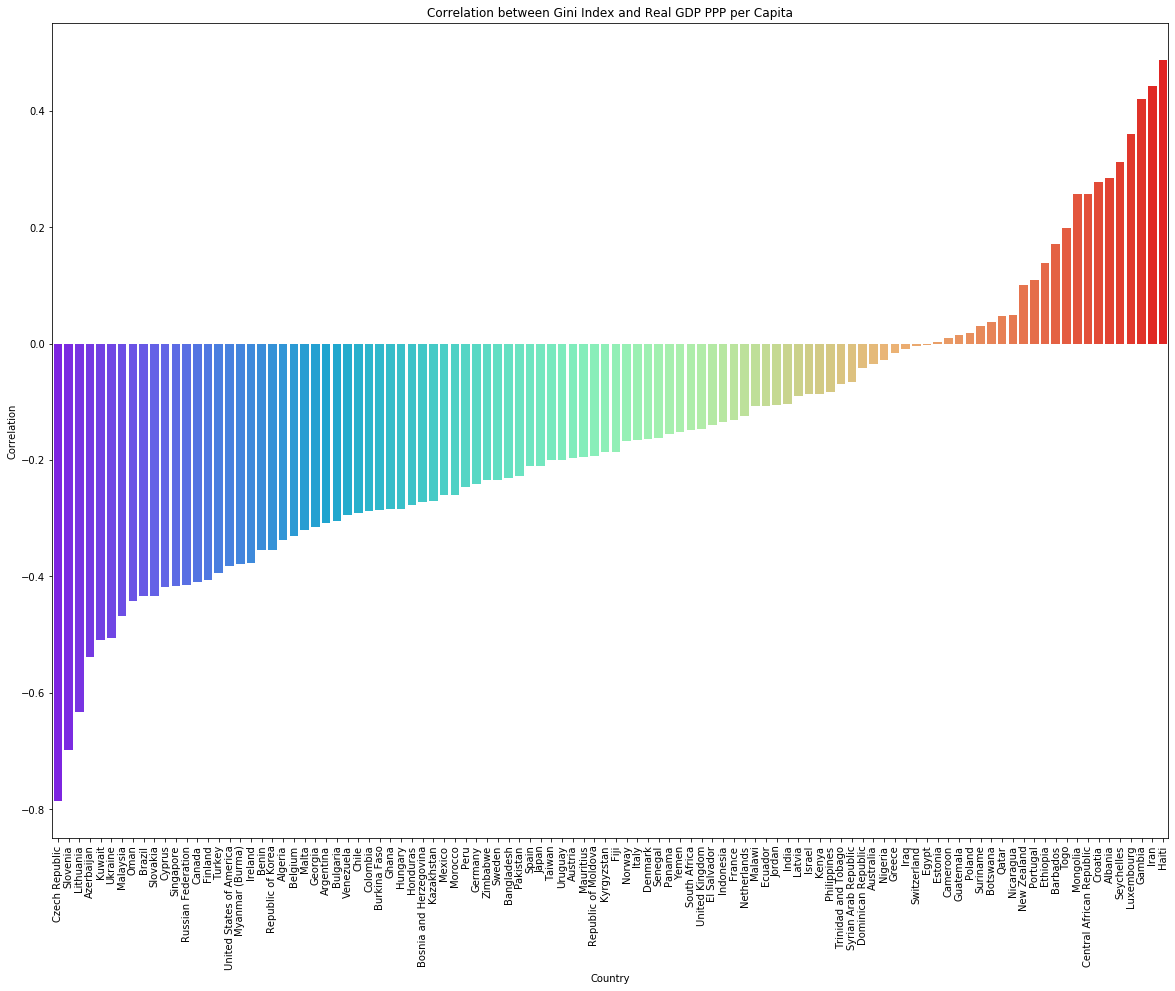 Correlation between Gini Index and Real GDP PPP per Capita
0.4
0.2
0.0
−0.2
−0.4
−0.6
−0.8
Correlation
Czech Republic
Slovenia
Lithuania
Azerbaijan
Kuwait
Ukraine
Malaysia
Oman
Brazil
Slovakia
Cyprus
Singapore
Russian Federation
Canada
Finland
Turkey
United States of America
Myanmar (Burma)
Ireland
Benin
Republic of Korea
Algeria
Belgium
Malta
Georgia
Argentina
Bulgaria
Venezuela
Chile
Colombia
Burkina Faso
Ghana
Hungary
Honduras
Bosnia and Herzegovina
Kazakhstan
Mexico
Morocco
Peru
Germany
Zimbabwe
Sweden
Bangladesh
Pakistan
Spain
Japan
Taiwan
Uruguay
Austria
Mauritius
Republic of Moldova
Kyrgyzstan
Fiji
Norway
Italy
Denmark
Senegal
Panama
Yemen
South Africa
United Kingdom
El Salvador
Indonesia
France
Netherlands
Malawi
Ecuador
Jordan
India
Latvia
Israel
Kenya
Philippines
Trinidad and Tobago
Syrian Arab Republic
Dominican Republic
Australia
Nigeria
Greece
Iraq
Switzerland
Egypt
Estonia
Cameroon
Guatemala
Poland
Suriname
Botswana
Qatar
Nicaragua
New Zealand
Portugal
Ethiopia
Barbados
Togo
Mongolia
Central African Republic
Croatia
Albania
Seychelles
Luxembourg
Gambia
Iran
Haiti
Country